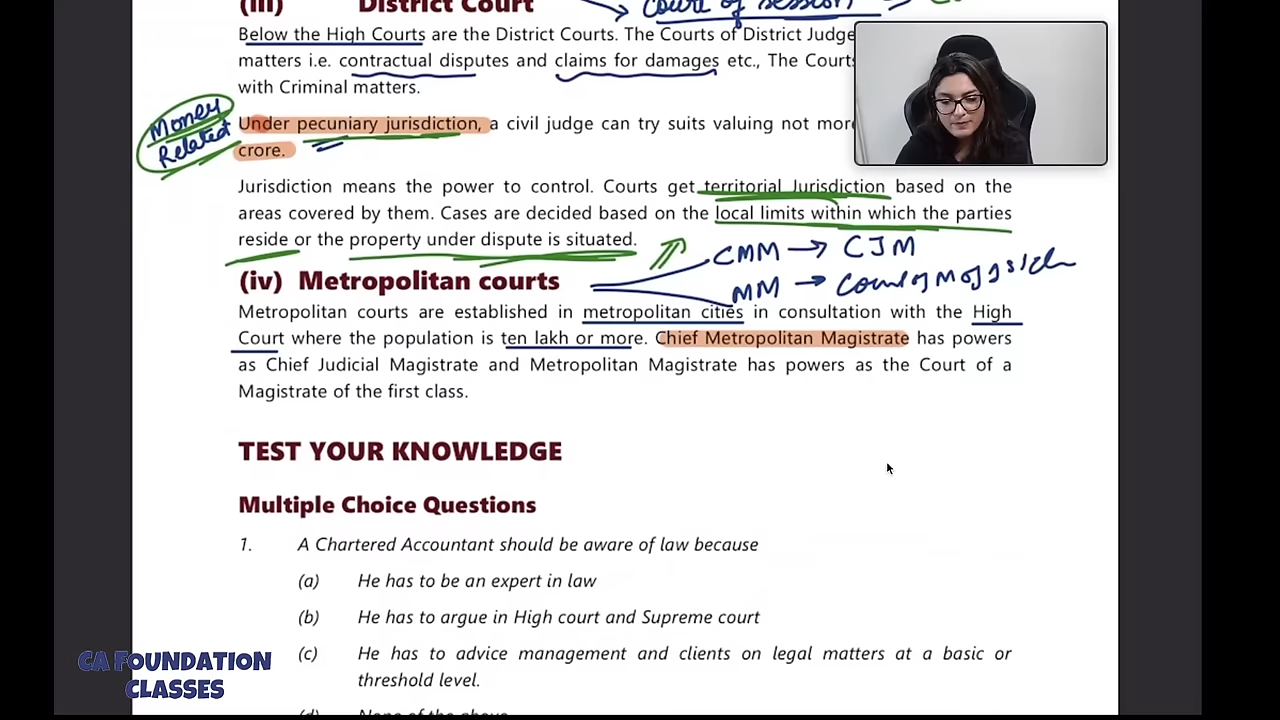 (iii) District Court
Court of session
Below the High Courts are the District Courts. The Courts of District Judge
matters i.e. contractual disputes and claims for damages etc., The Courts
with Criminal matters.
Money
Related
Under pecuniary jurisdiction, a civil judge can try suits valuing not more
crore.
Jurisdiction means the power to control. Courts get territorial Jurisdiction based on the
areas covered by them. Cases are decided based on the local limits within which the parties
reside or the property under dispute is situated.
CMM → CJM
(iv) Metropolitan courts
MM → Court of M of
Metropolitan courts are established in metropolitan cities in consultation with the High
Court where the population is ten lakh or more. Chief Metropolitan Magistrate has powers
as Chief Judicial Magistrate and Metropolitan Magistrate has powers as the Court of a
Magistrate of the first class.
TEST YOUR KNOWLEDGE
Multiple Choice Questions
1. A Chartered Accountant should be aware of law because
(a) He has to be an expert in law
(b) He has to argue in High court and Supreme court
(c) He has to advice management and clients on legal matters at a basic or
threshold level.
(d) None of the above
CA FOUNDATION
CLASSES